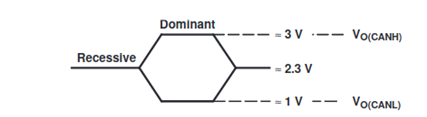 Dominant
≈ 3 V VO(CANH)
Recessive
≈ 2.3 V
≈ 1 V VO(CANL)